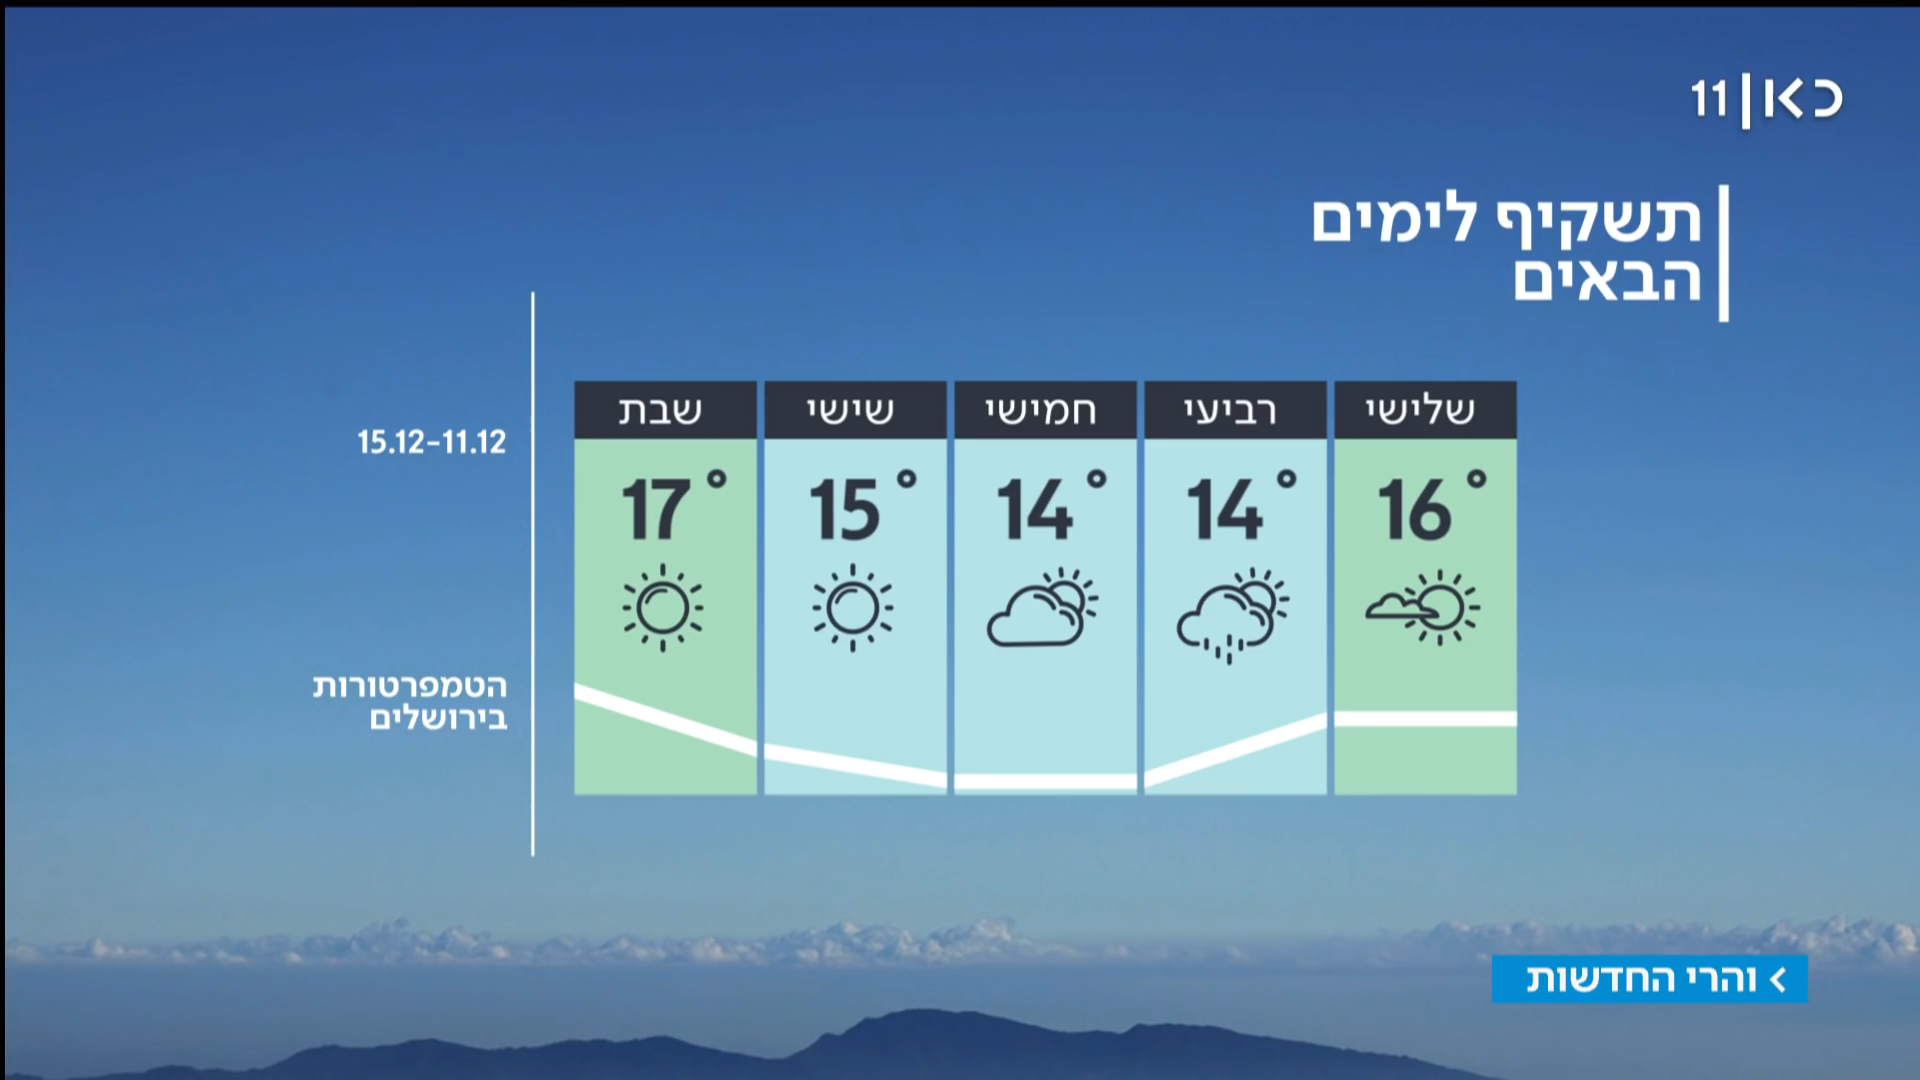 כאן | 11
תשקיף לימים
הבאים
שלישי רביעי חמישי שישי שבת
16° 14° 14° 15° 17°
15.12-11.12
הטמפרטורות
בירושלים
והרי החדשות